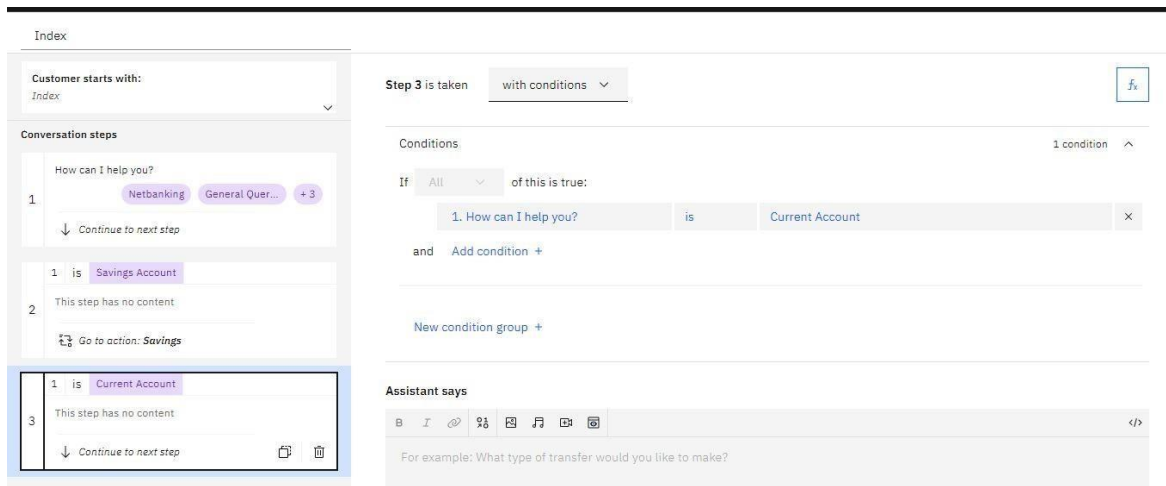 Index
Customer starts with:
Index
Conversation steps
1
How can I help you?
Netbanking General Quer... + 3
Continue to next step
2
1 is Savings Account
This step has no content
Go to action: Savings
3
1 is Current Account
This step has no content
Continue to next step
Step 3 is taken with conditions
fx
Conditions 1 condition
If All of this is true:
1. How can I help you? is Current Account ×
and Add condition +
New condition group +
Assistant says
B I </>
For example: What type of transfer would you like to make?